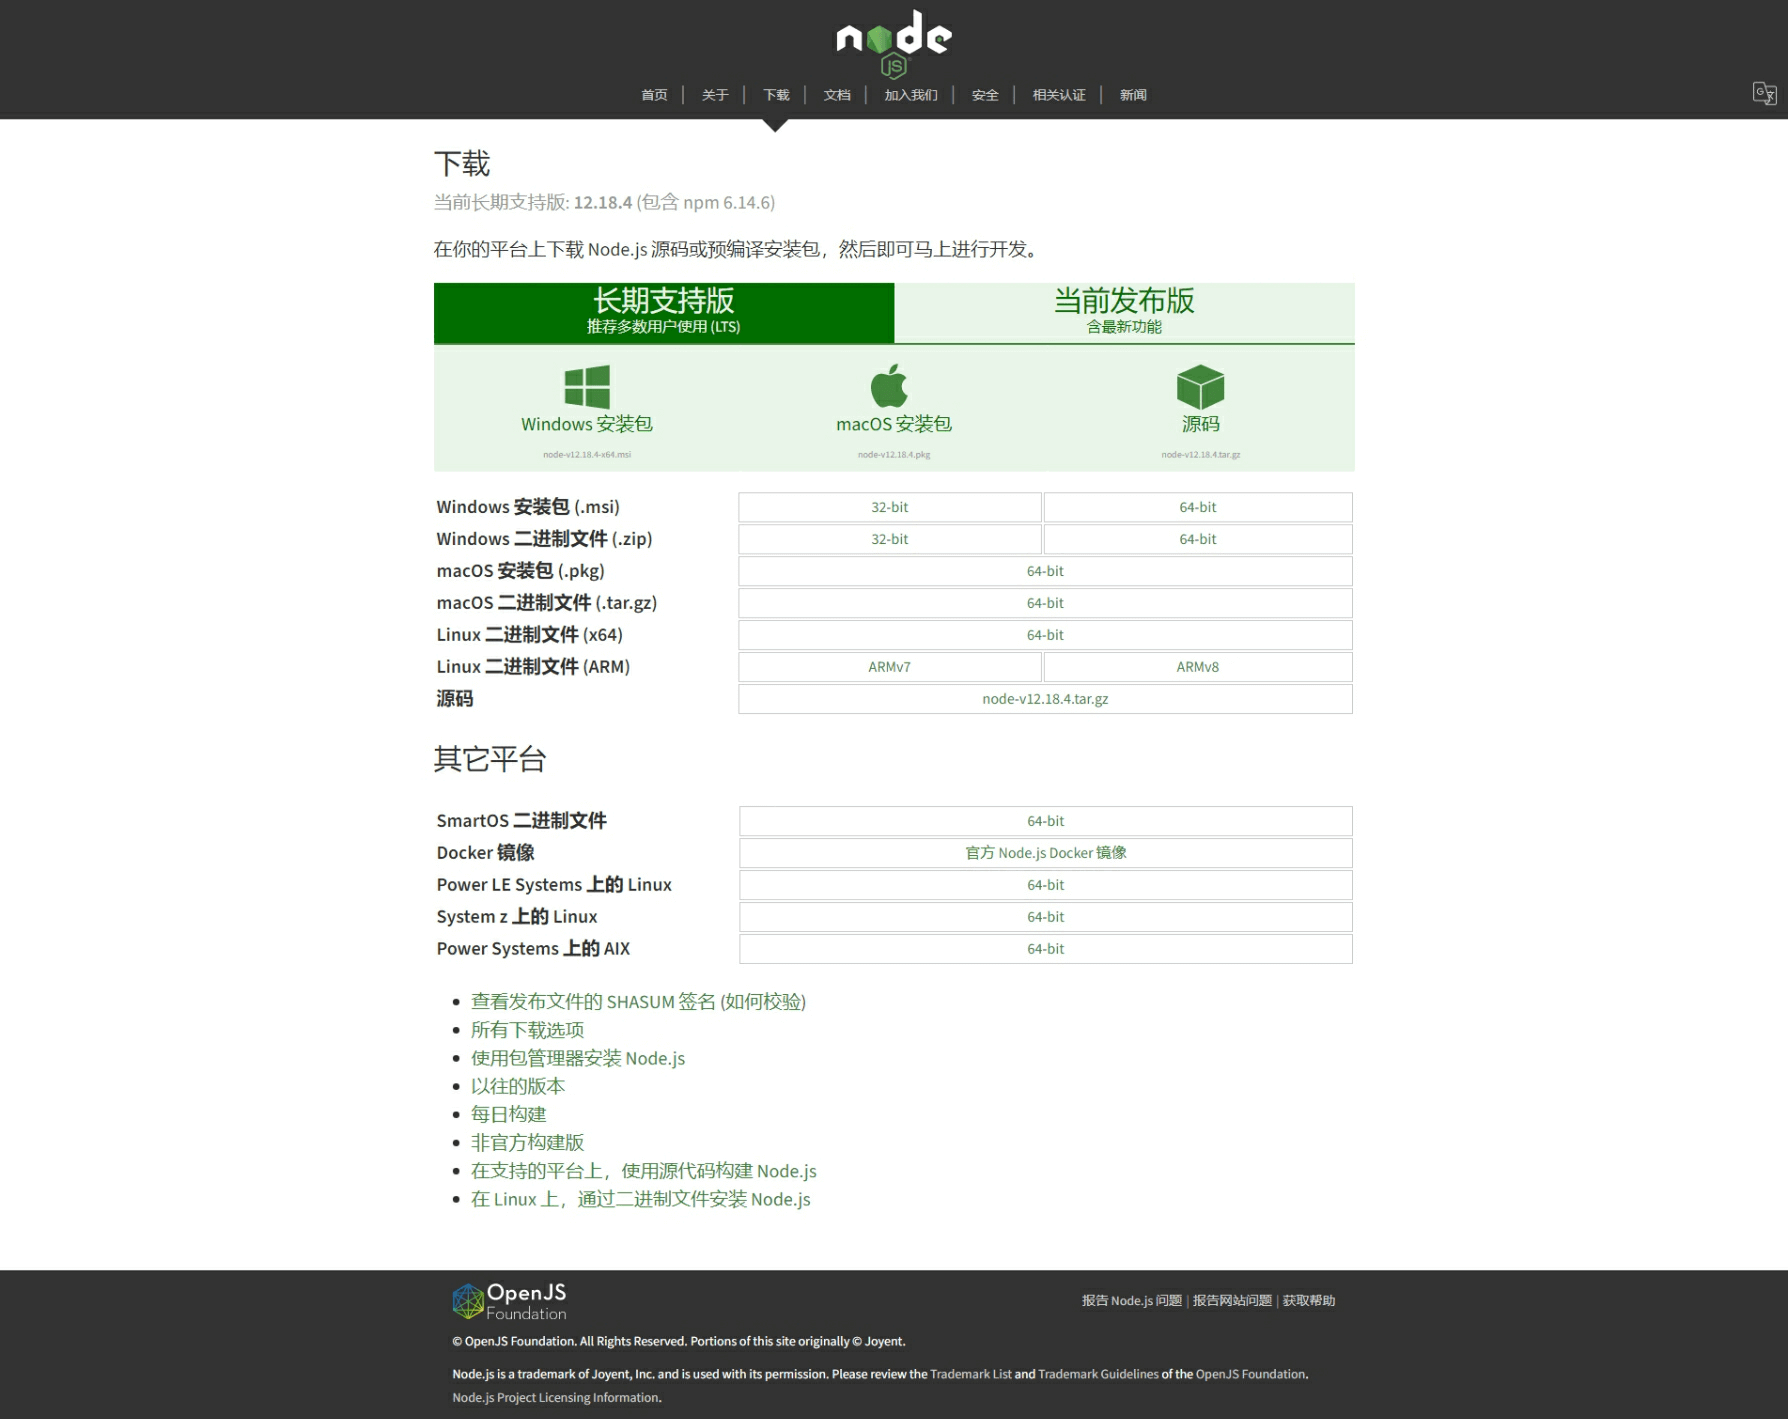 node
JS
首页 | 关于 | 下载 | 文档 | 加入我们 | 安全 | 相关认证 | 新闻
下载
当前长期支持版: 12.18.4 (包含 npm 6.14.6)
在你的平台上下载 Node.js 源码或预编译安装包，然后即可马上进行开发。
长期支持版
推荐多数用户使用 (LTS)
当前发布版
含最新功能
Windows 安装包
node-v12.18.4-x64.msi
macOS 安装包
node-v12.18.4.pkg
源码
node-v12.18.4.tar.gz
Windows 安装包 (.msi) 32-bit 64-bit
Windows 二进制文件 (.zip) 32-bit 64-bit
macOS 安装包 (.pkg) 64-bit
macOS 二进制文件 (.tar.gz) 64-bit
Linux 二进制文件 (x64) 64-bit
Linux 二进制文件 (ARM) ARMv7 ARMv8
源码 node-v12.18.4.tar.gz
其它平台
SmartOS 二进制文件 64-bit
Docker 镜像 官方 Node.js Docker 镜像
Power LE Systems 上的 Linux 64-bit
System z 上的 Linux 64-bit
Power Systems 上的 AIX 64-bit
查看发布文件的 SHASUM 签名 (如何校验)
所有下载选项
使用包管理器安装 Node.js
以往的版本
每日构建
非官方构建版
在支持的平台上，使用源代码构建 Node.js
在 Linux 上，通过二进制文件安装 Node.js
OpenJS
Foundation
报告 Node.js 问题 | 报告网站问题 | 获取帮助
© OpenJS Foundation. All Rights Reserved. Portions of this site originally © Joyent.
Node.js is a trademark of Joyent, Inc. and is used with its permission. Please review the Trademark List and Trademark Guidelines of the OpenJS Foundation.
Node.js Project Licensing Information.